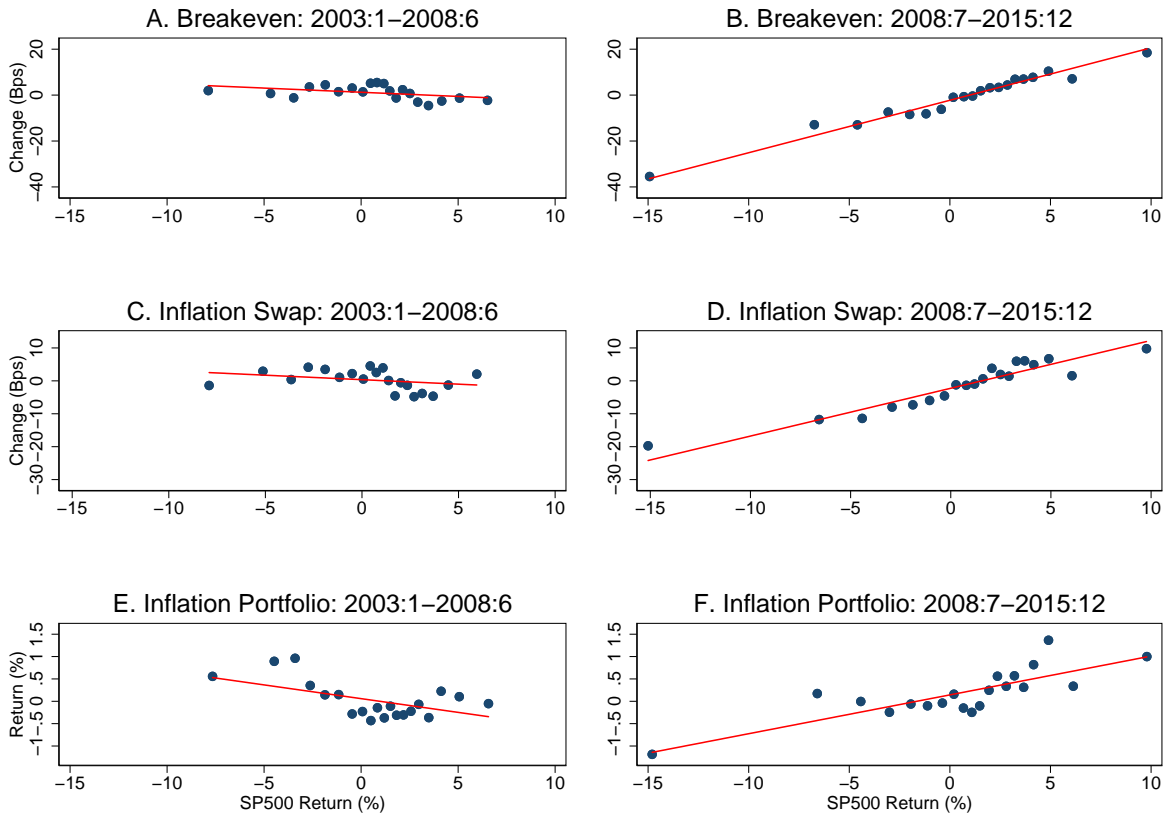 A. Breakeven: 2003:1−2008:6
Change (Bps)
20
0
−20
−40
−15 −10 −5 0 5 10
B. Breakeven: 2008:7−2015:12
20
0
−20
−40
−15 −10 −5 0 5 10
C. Inflation Swap: 2003:1−2008:6
Change (Bps)
10
0
−10
−20
−30
−15 −10 −5 0 5 10
D. Inflation Swap: 2008:7−2015:12
10
0
−10
−20
−30
−15 −10 −5 0 5 10
E. Inflation Portfolio: 2003:1−2008:6
Return (%)
1.5
1
.5
0
−.5
−1
−15 −10 −5 0 5 10
SP500 Return (%)
F. Inflation Portfolio: 2008:7−2015:12
1.5
1
.5
0
−.5
−1
−15 −10 −5 0 5 10
SP500 Return (%)